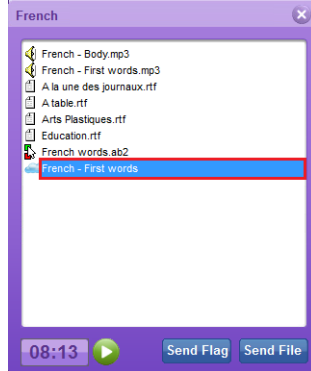 French
French - Body.mp3
French - First words.mp3
A la une des journaux.rtf
A table.rtf
Arts Plastiques.rtf
Education.rtf
French words.ab2
French - First words
08:13 Send Flag Send File